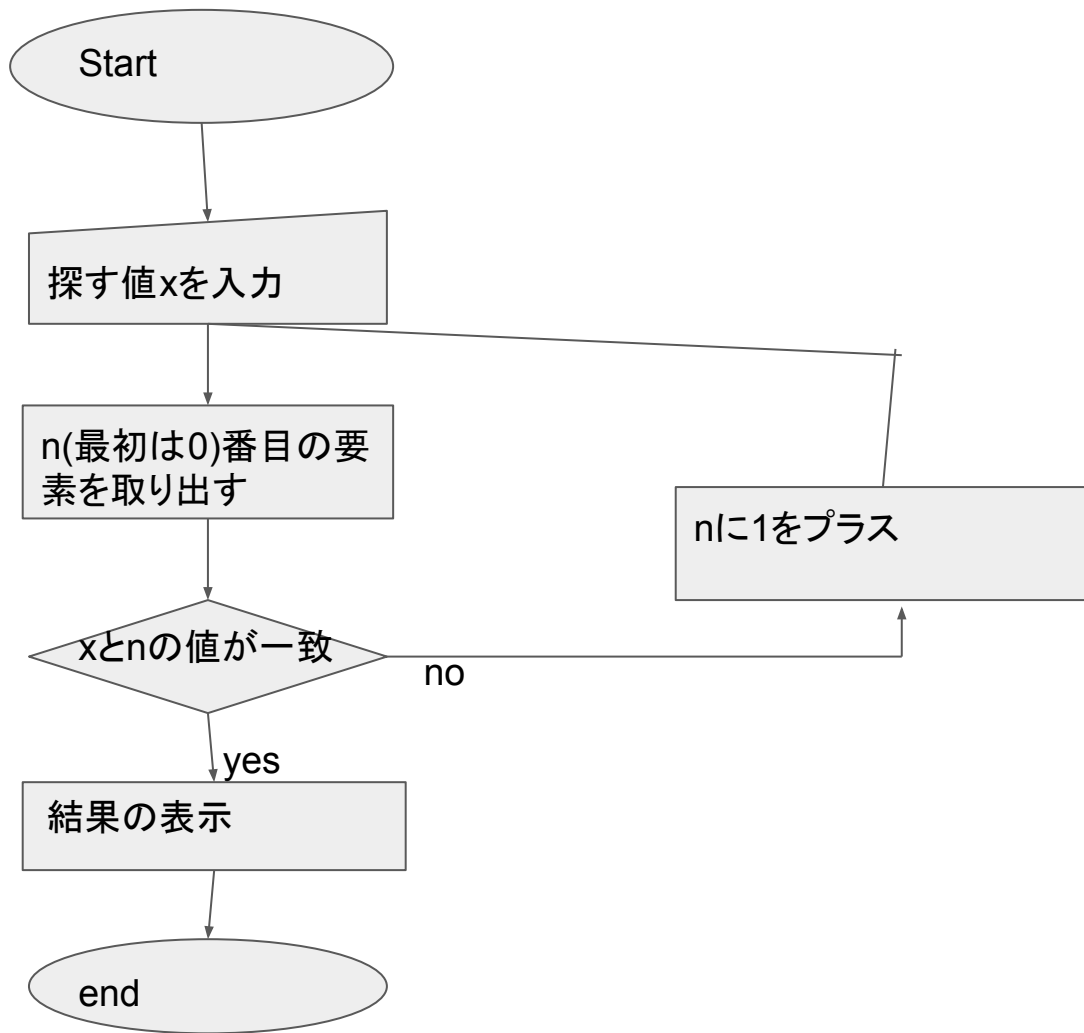 Start
探す値xを入力
n(最初は0)番目の要
素を取り出す
nに1をプラス
xとnの値が一致
no
yes
結果の表示
end